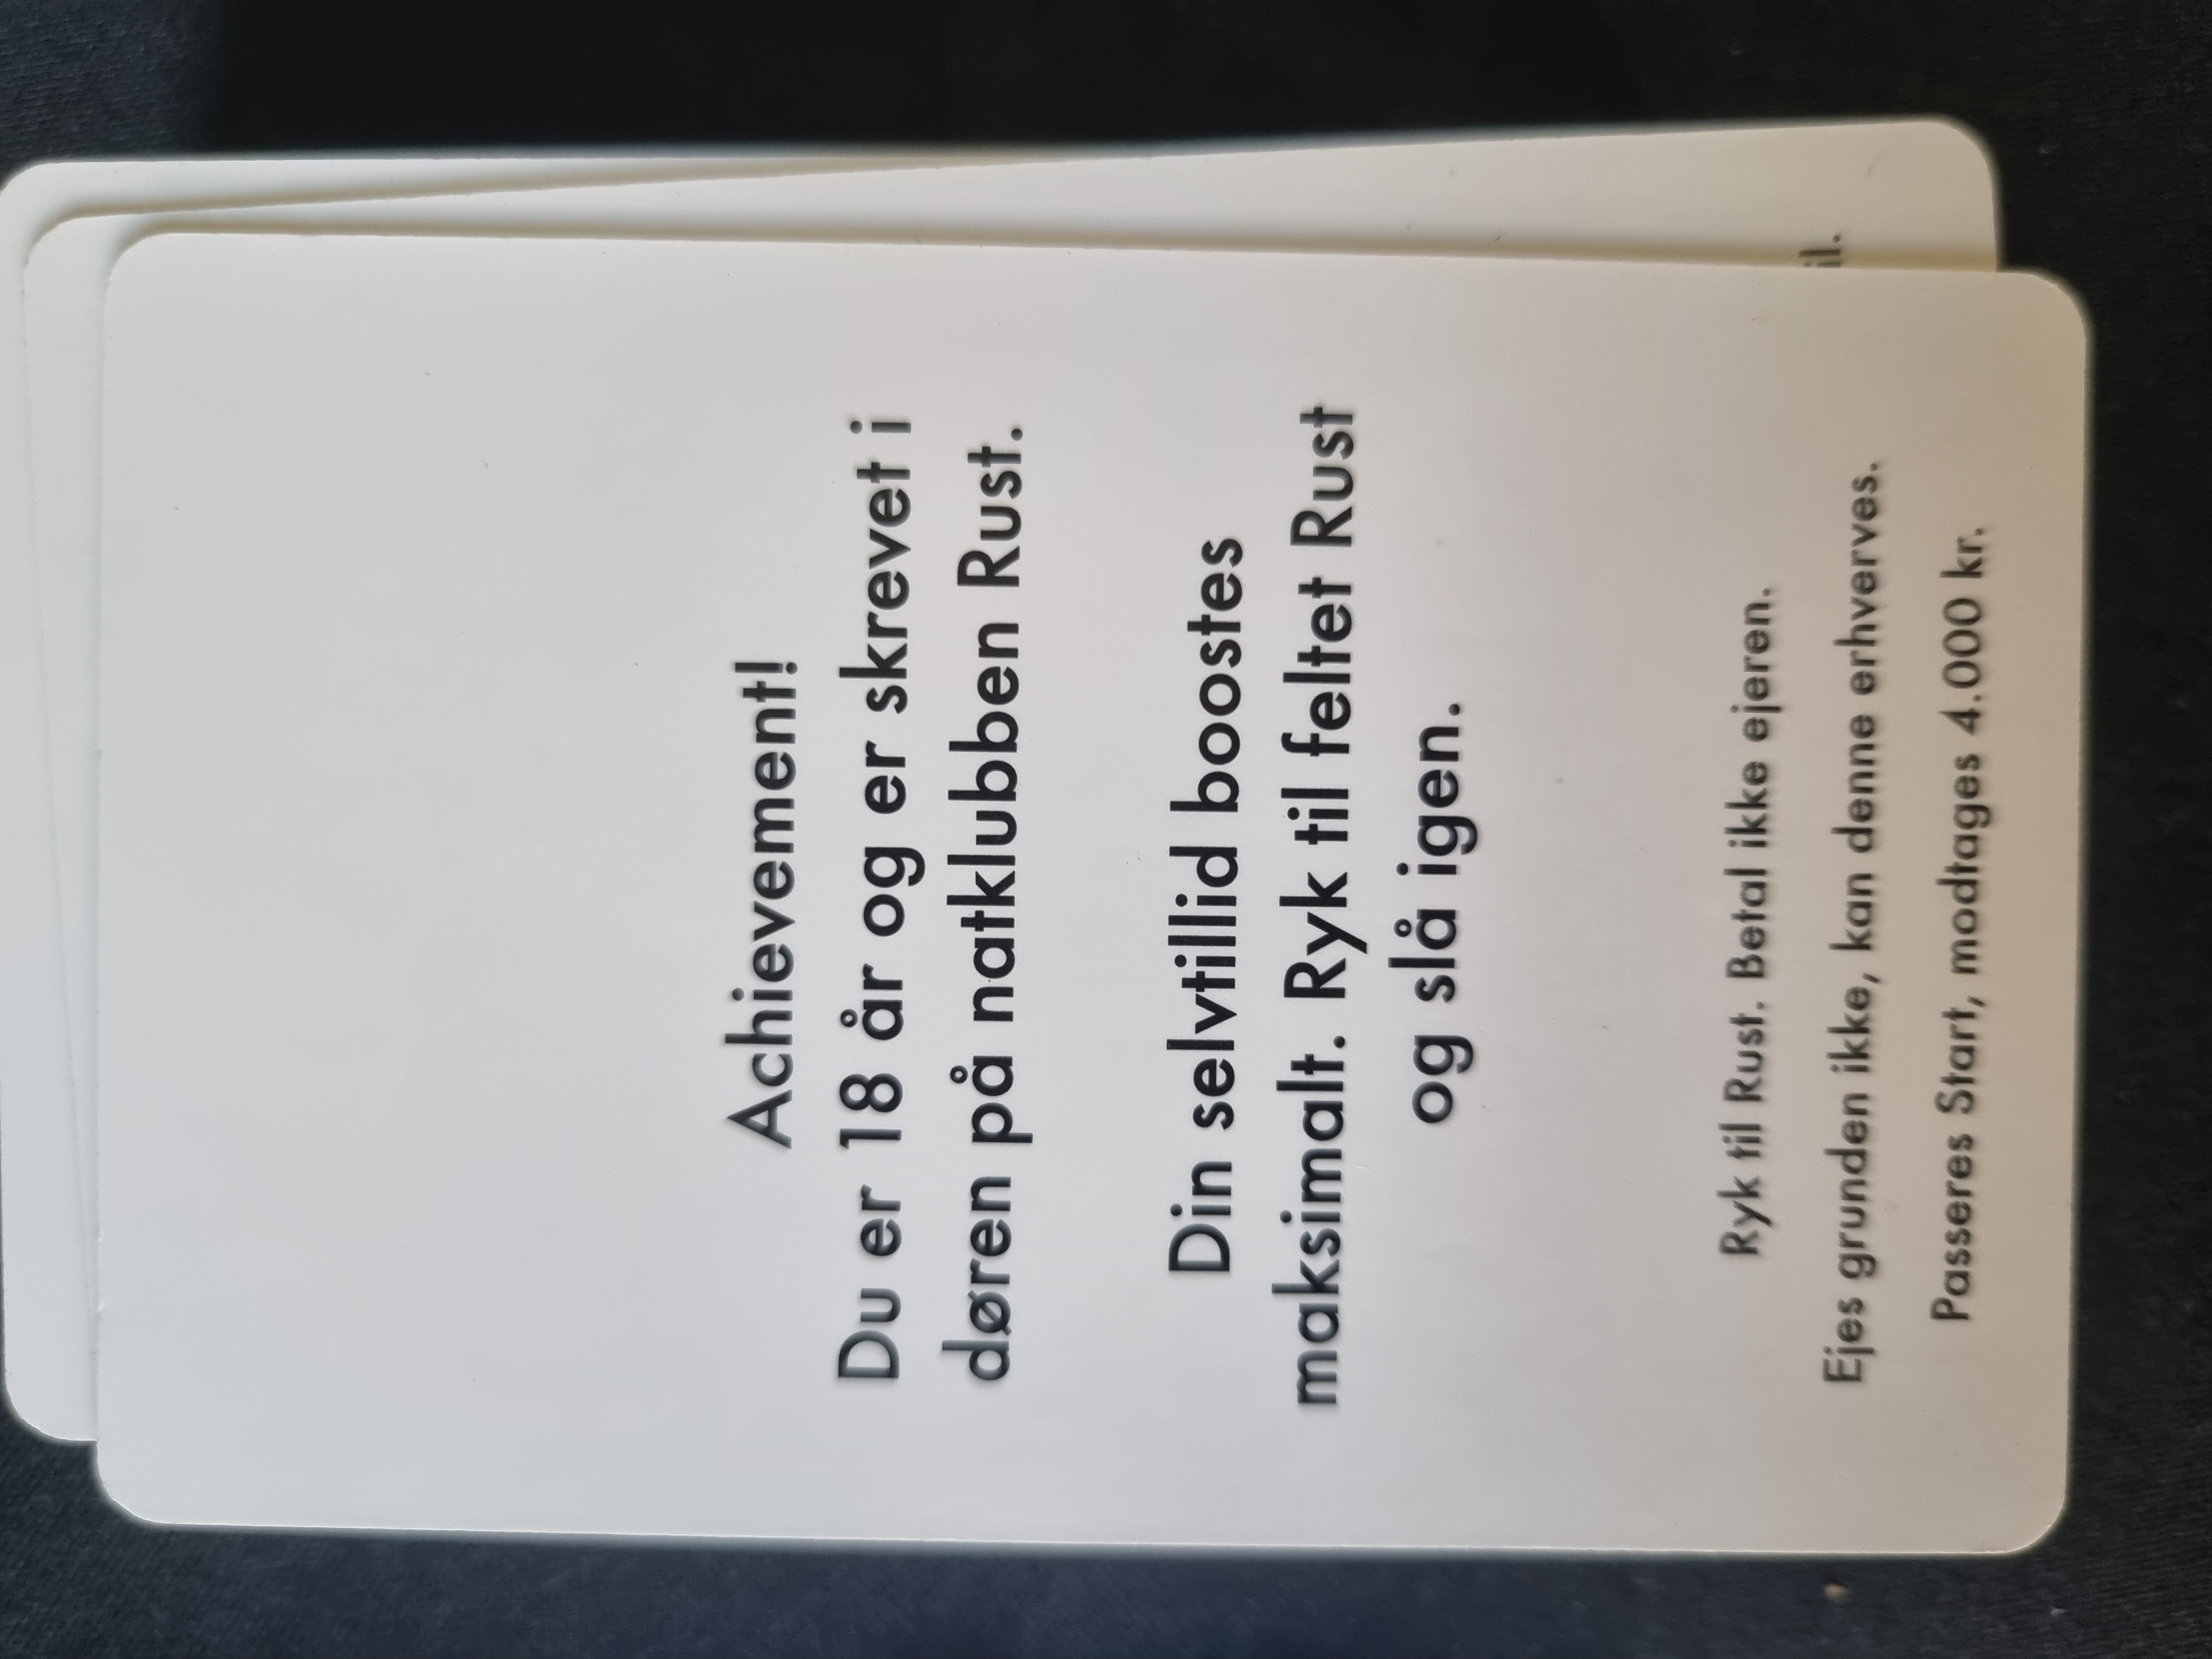 Achievement!
Du er 18 år og er skrevet i
døren på natklubben Rust.
Din selvtillid boostes
maksimalt. Ryk til feltet Rust
og slå igen.
Ryk til Rust. Betal ikke ejeren.
Ejes grunden ikke, kan denne erhverves.
Passeres Start, modtages 4.000 kr.
il.